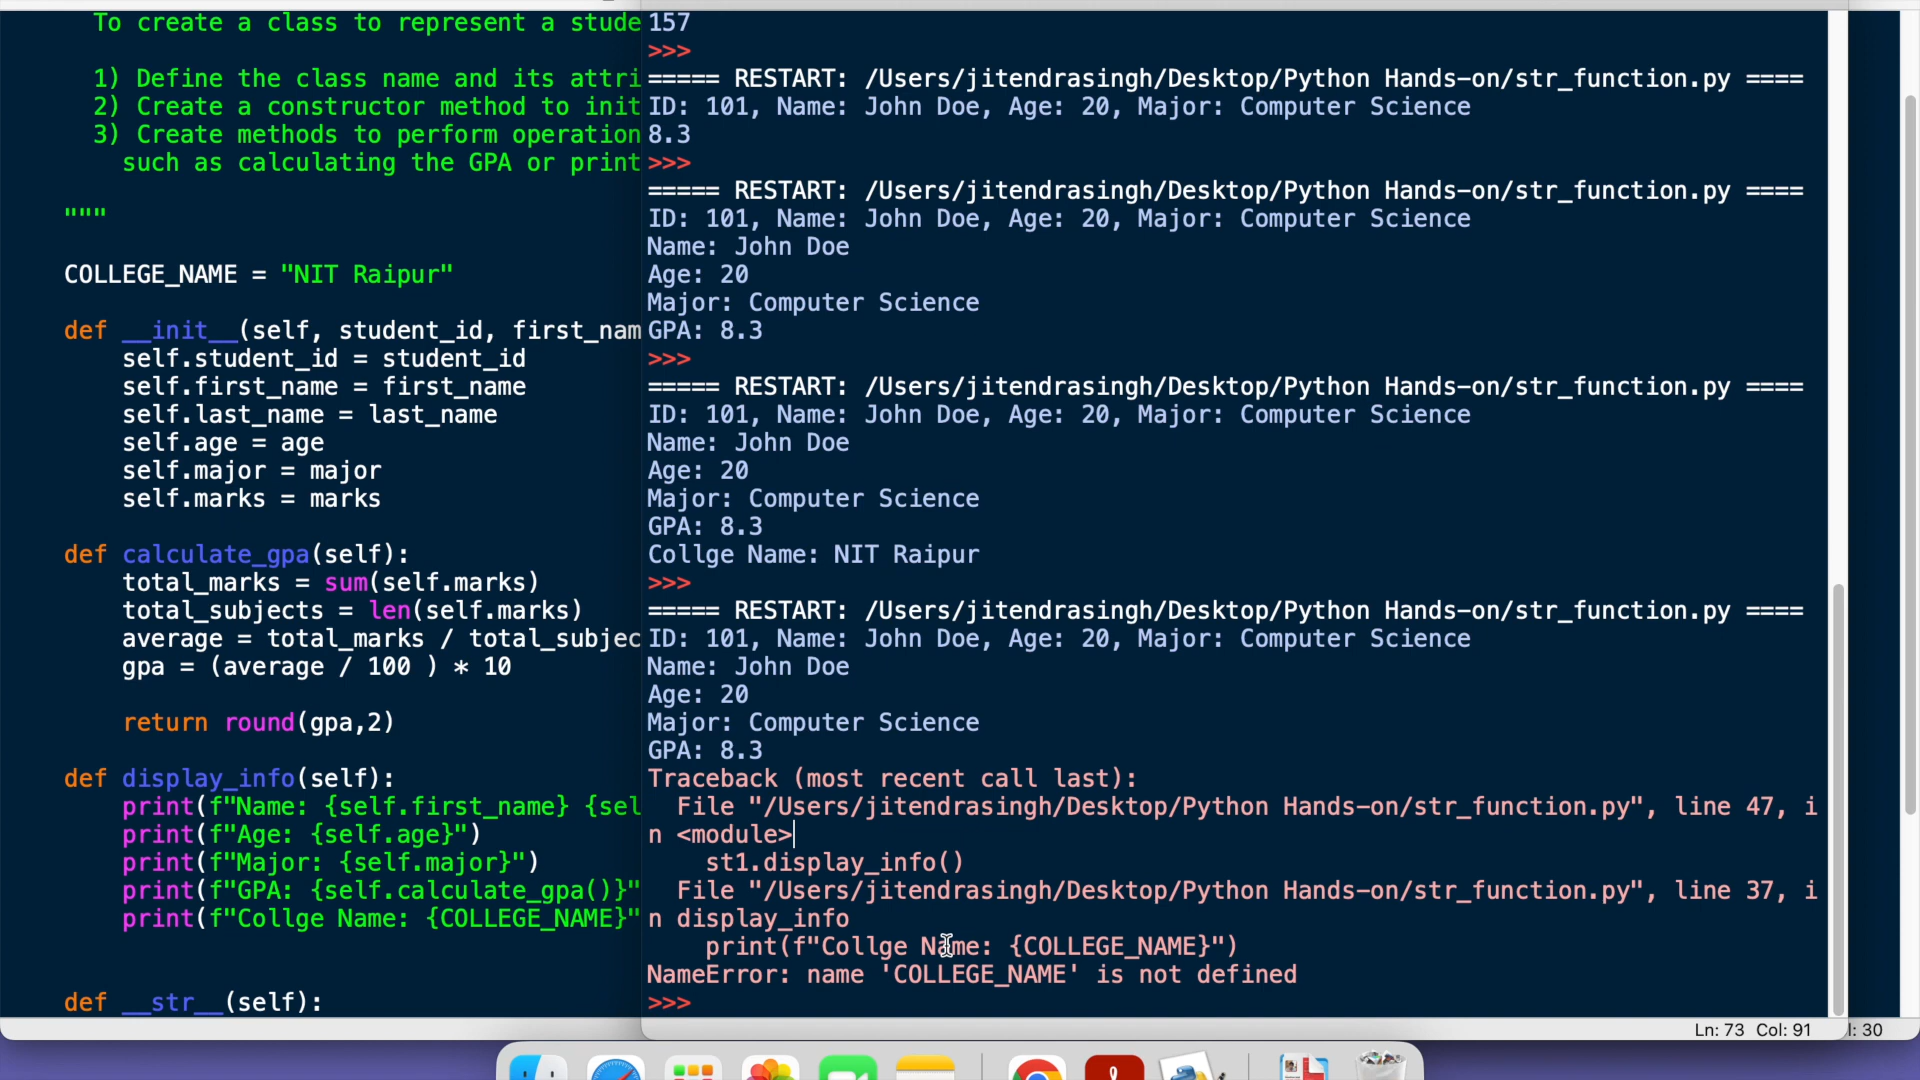 To create a class to represent a stude
1) Define the class name and its attri
2) Create a constructor method to init
3) Create methods to perform operation
such as calculating the GPA or print
"""
COLLEGE_NAME = "NIT Raipur"
def __init__(self, student_id, first_nam
self.student_id = student_id
self.first_name = first_name
self.last_name = last_name
self.age = age
self.major = major
self.marks = marks
def calculate_gpa(self):
total_marks = sum(self.marks)
total_subjects = len(self.marks)
average = total_marks / total_subjec
gpa = (average / 100 ) * 10
return round(gpa,2)
def display_info(self):
print(f"Name: {self.first_name} {sel
print(f"Age: {self.age}")
print(f"Major: {self.major}")
print(f"GPA: {self.calculate_gpa()}"
print(f"Collge Name: {COLLEGE_NAME}"
def __str__(self):
157
>>>
===== RESTART: /Users/jitendrasingh/Desktop/Python Hands-on/str_function.py ====
ID: 101, Name: John Doe, Age: 20, Major: Computer Science
8.3
>>>
===== RESTART: /Users/jitendrasingh/Desktop/Python Hands-on/str_function.py ====
ID: 101, Name: John Doe, Age: 20, Major: Computer Science
Name: John Doe
Age: 20
Major: Computer Science
GPA: 8.3
>>>
===== RESTART: /Users/jitendrasingh/Desktop/Python Hands-on/str_function.py ====
ID: 101, Name: John Doe, Age: 20, Major: Computer Science
Name: John Doe
Age: 20
Major: Computer Science
GPA: 8.3
Collge Name: NIT Raipur
>>>
===== RESTART: /Users/jitendrasingh/Desktop/Python Hands-on/str_function.py ====
ID: 101, Name: John Doe, Age: 20, Major: Computer Science
Name: John Doe
Age: 20
Major: Computer Science
GPA: 8.3
Traceback (most recent call last):
File "/Users/jitendrasingh/Desktop/Python Hands-on/str_function.py", line 47, i
n <module>
st1.display_info()
File "/Users/jitendrasingh/Desktop/Python Hands-on/str_function.py", line 37, i
n display_info
print(f"Collge Name: {COLLEGE_NAME}")
NameError: name 'COLLEGE_NAME' is not defined
>>>
Ln: 73 Col: 91
l: 30